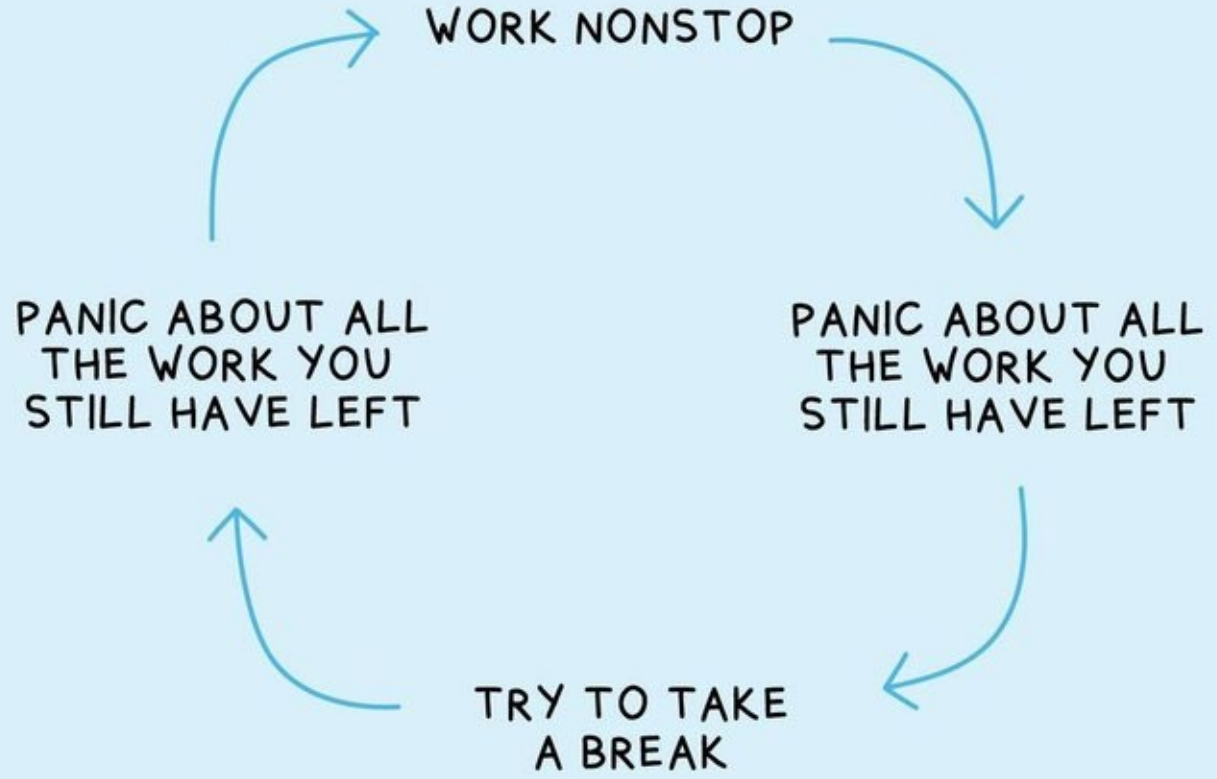 WORK NONSTOP
PANIC ABOUT ALL
THE WORK YOU
STILL HAVE LEFT
TRY TO TAKE
A BREAK
PANIC ABOUT ALL
THE WORK YOU
STILL HAVE LEFT